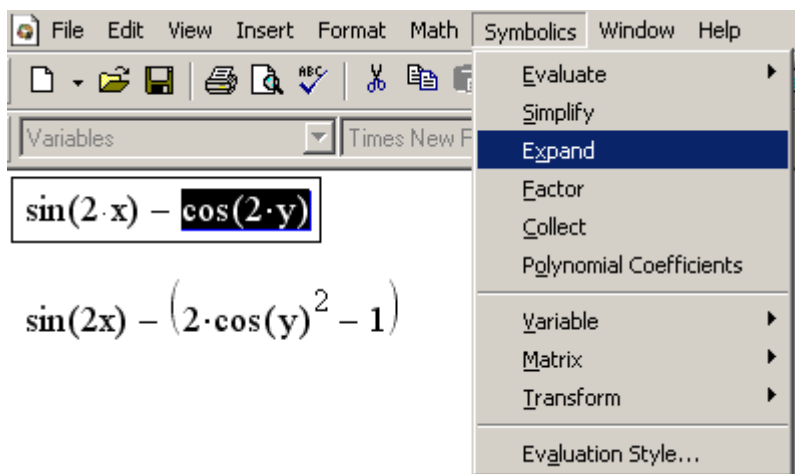 File Edit View Insert Format Math Symbolics Window Help
ABC
Variables Times New F
Evaluate
Simplify
Expand
Factor
Collect
Polynomial Coefficients
Variable
Matrix
Transform
Evaluation Style...
sin(2·x) − cos(2·y)
sin(2x) − (2·cos(y)² − 1)